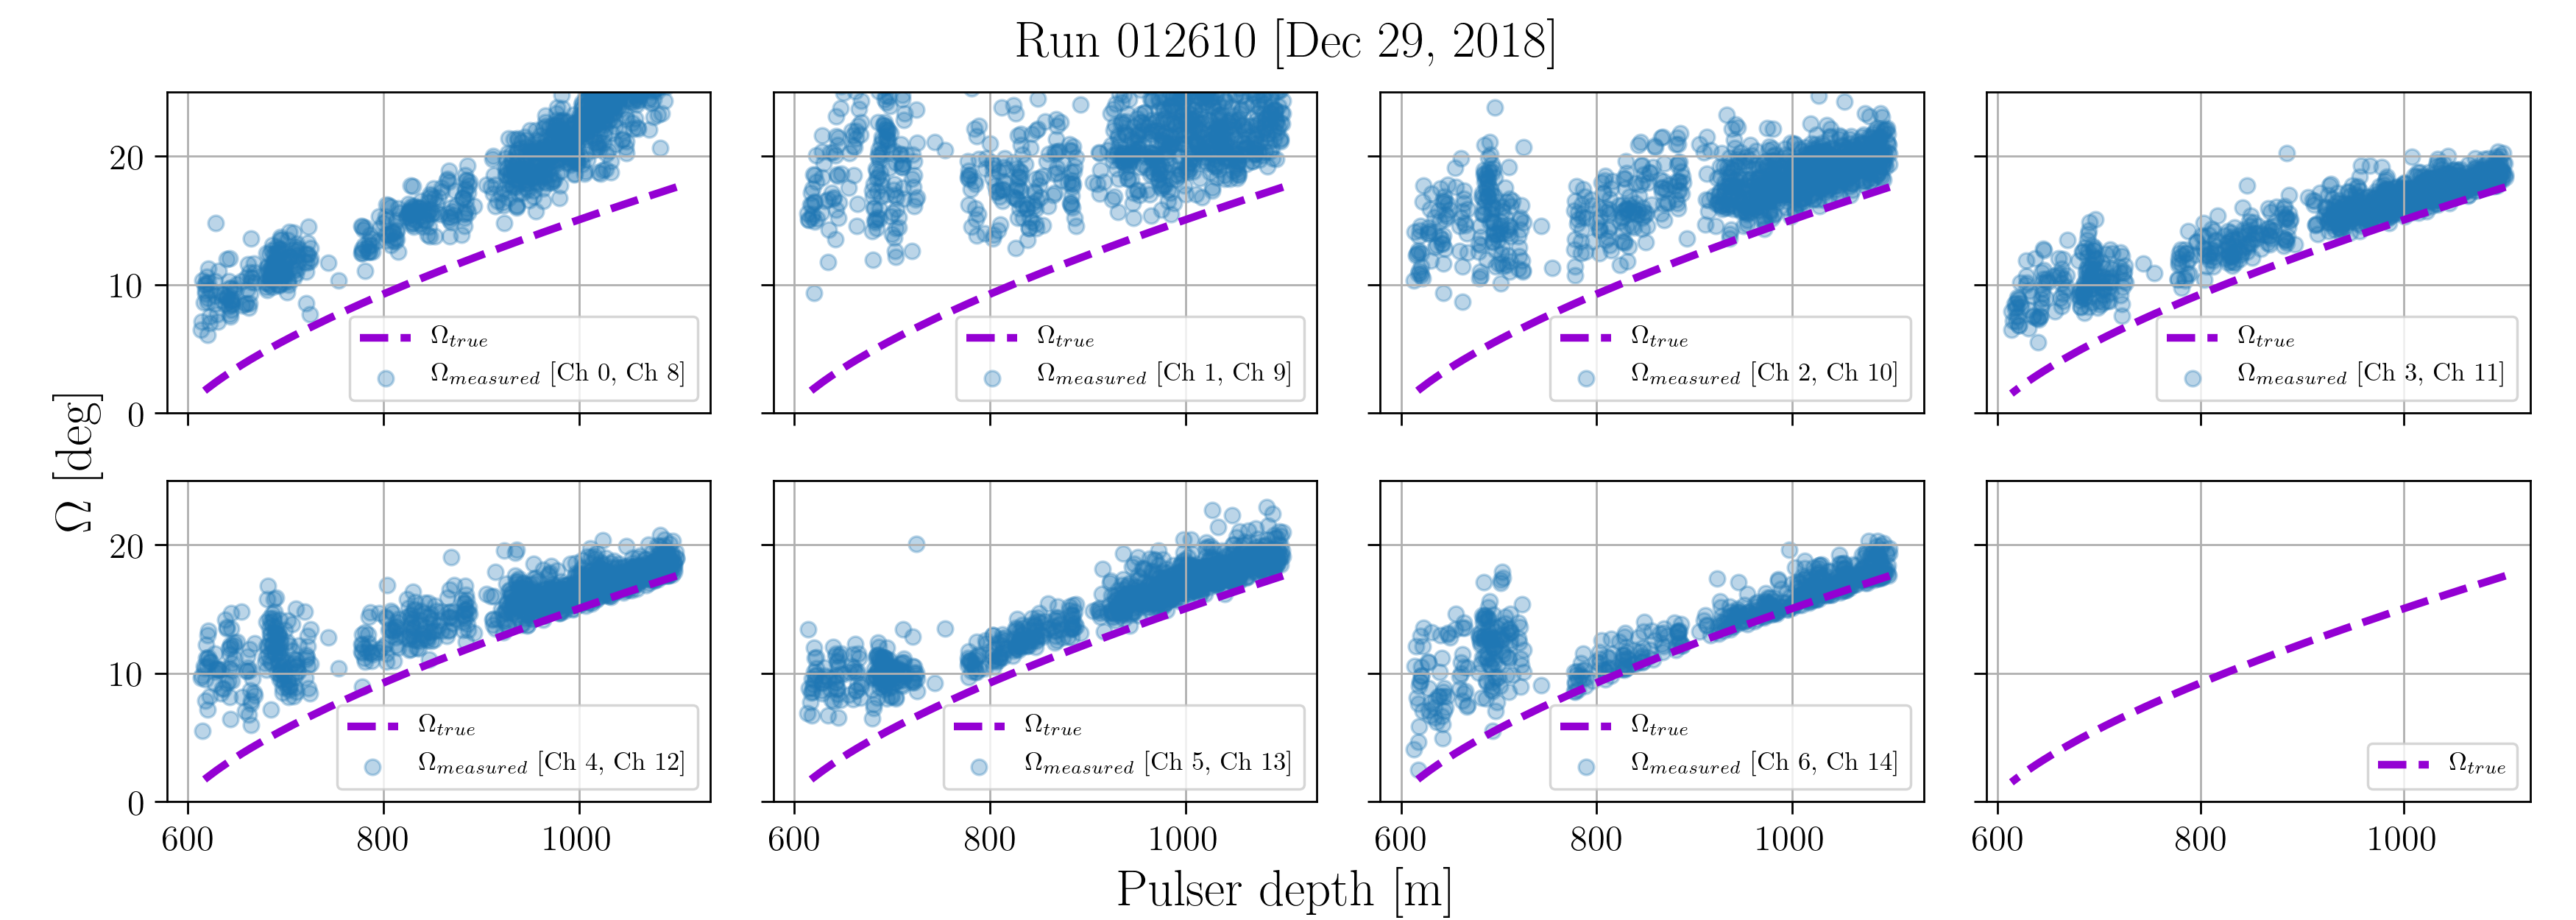 Run 012610 [Dec 29, 2018]
20
10
0
Ω_true
Ω_measured [Ch 0, Ch 8]
Ω_true
Ω_measured [Ch 1, Ch 9]
Ω_true
Ω_measured [Ch 2, Ch 10]
Ω_true
Ω_measured [Ch 3, Ch 11]
Ω [deg]
20
10
0
Ω_true
Ω_measured [Ch 4, Ch 12]
Ω_true
Ω_measured [Ch 5, Ch 13]
Ω_true
Ω_measured [Ch 6, Ch 14]
Ω_true
600 800 1000
600 800 1000
600 800 1000
600 800 1000
Pulser depth [m]